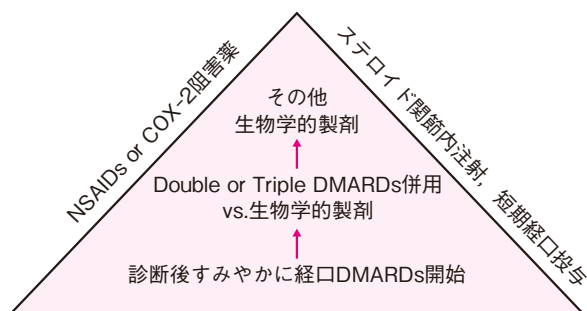 NSAIDs or COX-2阻害薬
ステロイド関節内注射，短期経口投与
その他
生物学的製剤
Double or Triple DMARDs併用
vs.生物学的製剤
診断後すみやかに経口DMARDs開始